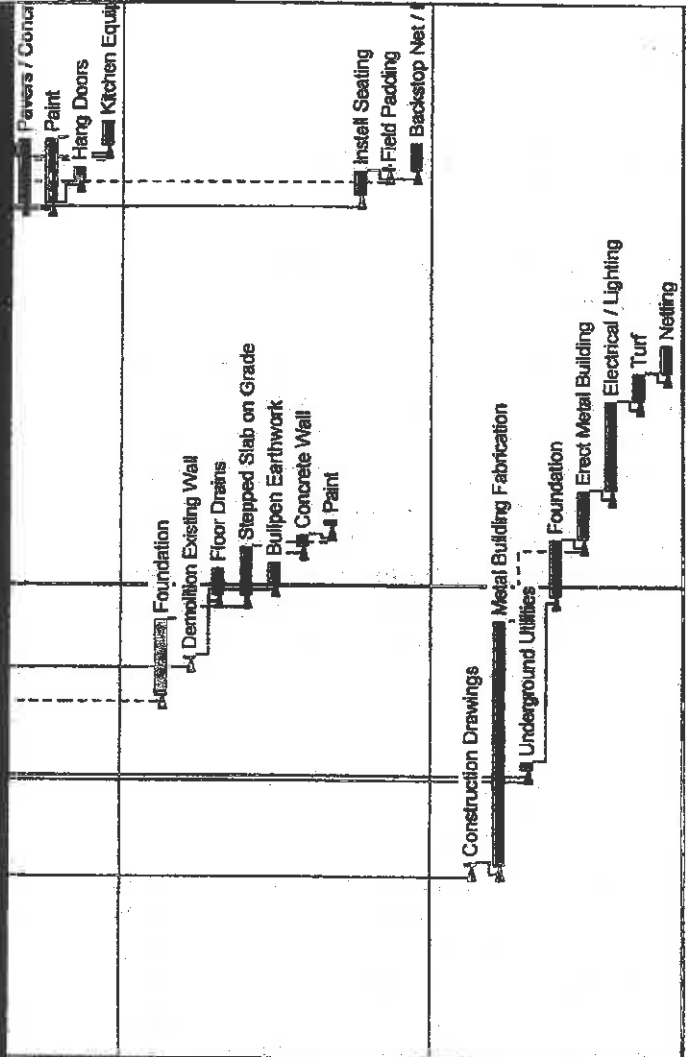 Pavers / Concr
Paint
Hang Doors
Kitchen Equip
Foundation
Demolition Existing Wall
Floor Drains
Stepped Slab on Grade
Bullpen Earthwork
Concrete Wall
Paint
Install Seating
Field Padding
Backstop Net /
Construction Drawings
Metal Building Fabrication
Underground Utilities
Foundation
Erect Metal Building
Electrical / Lighting
Turf
Netting